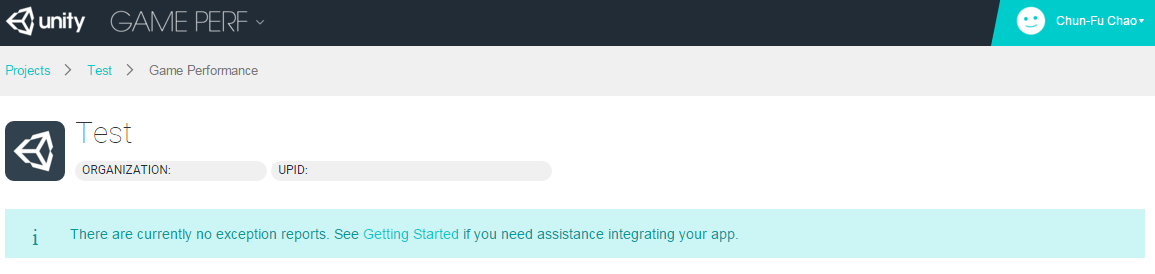 unity GAME PERF
Chun-Fu Chao
Projects > Test > Game Performance
Test
ORGANIZATION: UPID:
i There are currently no exception reports. See Getting Started if you need assistance integrating your app.